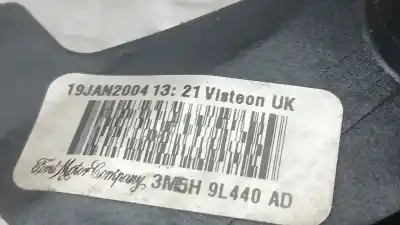 19JAN2004 13: 21 Visteon UK
Ford Motor Company 3M5H 9L440 AD